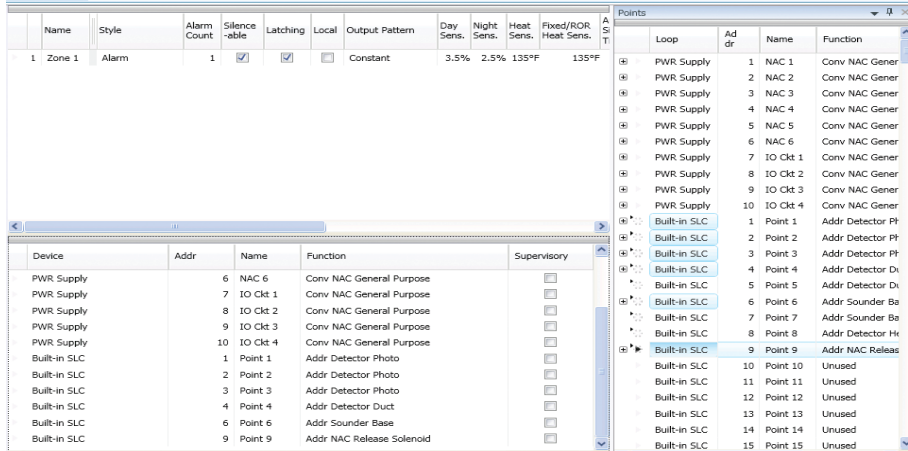 Name Style Alarm Count Silence -able Latching Local Output Pattern Day Sens. Night Sens. Heat Sens. Fixed/ROR Heat Sens.
1 Zone 1 Alarm 1 Constant 3.5% 2.5% 135°F 135°F
Device Addr Name Function Supervisory
PWR Supply 6 NAC 6 Conv NAC General Purpose
PWR Supply 7 IO Ckt 1 Conv NAC General Purpose
PWR Supply 8 IO Ckt 2 Conv NAC General Purpose
PWR Supply 9 IO Ckt 3 Conv NAC General Purpose
PWR Supply 10 IO Ckt 4 Conv NAC General Purpose
Built-in SLC 1 Point 1 Addr Detector Photo
Built-in SLC 2 Point 2 Addr Detector Photo
Built-in SLC 3 Point 3 Addr Detector Photo
Built-in SLC 4 Point 4 Addr Detector Duct
Built-in SLC 6 Point 6 Addr Sounder Base
Built-in SLC 9 Point 9 Addr NAC Release Solenoid
Points
Loop Ad dr Name Function
PWR Supply 1 NAC 1 Conv NAC Gener
PWR Supply 2 NAC 2 Conv NAC Gener
PWR Supply 3 NAC 3 Conv NAC Gener
PWR Supply 4 NAC 4 Conv NAC Gener
PWR Supply 5 NAC 5 Conv NAC Gener
PWR Supply 6 NAC 6 Conv NAC Gener
PWR Supply 7 IO Ckt 1 Conv NAC Gener
PWR Supply 8 IO Ckt 2 Conv NAC Gener
PWR Supply 9 IO Ckt 3 Conv NAC Gener
PWR Supply 10 IO Ckt 4 Conv NAC Gener
Built-in SLC 1 Point 1 Addr Detector Ph
Built-in SLC 2 Point 2 Addr Detector Ph
Built-in SLC 3 Point 3 Addr Detector Ph
Built-in SLC 4 Point 4 Addr Detector Du
Built-in SLC 5 Point 5 Addr Detector Du
Built-in SLC 6 Point 6 Addr Sounder Ba
Built-in SLC 7 Point 7 Addr Sounder Ba
Built-in SLC 8 Point 8 Addr Detector He
Built-in SLC 9 Point 9 Addr NAC Releas
Built-in SLC 10 Point 10 Unused
Built-in SLC 11 Point 11 Unused
Built-in SLC 12 Point 12 Unused
Built-in SLC 13 Point 13 Unused
Built-in SLC 14 Point 14 Unused
Built-in SLC 15 Point 15 Unused